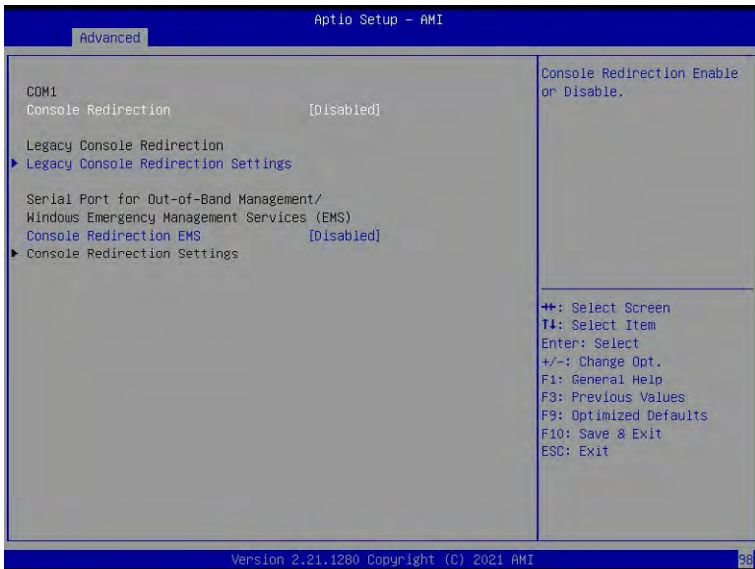 Aptio Setup – AMI
Advanced
COM1
Console Redirection [Disabled]
Legacy Console Redirection
Legacy Console Redirection Settings
Serial Port for Out-of-Band Management/
Windows Emergency Management Services (EMS)
Console Redirection EMS [Disabled]
Console Redirection Settings
Console Redirection Enable
or Disable.
→←: Select Screen
↑↓: Select Item
Enter: Select
+/-: Change Opt.
F1: General Help
F3: Previous Values
F9: Optimized Defaults
F10: Save & Exit
ESC: Exit
Version 2.21.1280 Copyright (C) 2021 AMI
98